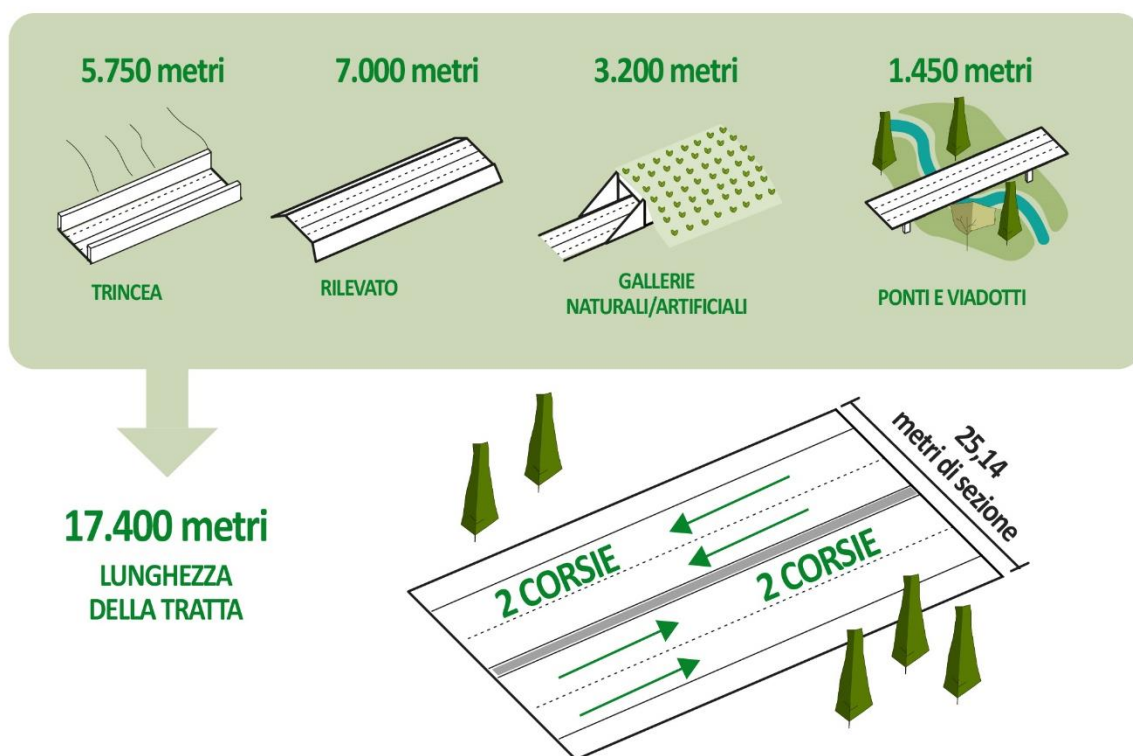 5.750 metri
7.000 metri
3.200 metri
1.450 metri
TRINCEA
RILEVATO
GALLERIE
NATURALI/ARTIFICIALI
PONTI E VIADOTTI
17.400 metri
LUNGHEZZA
DELLA TRATTA
25,14
metri di sezione
2 CORSIE
2 CORSIE